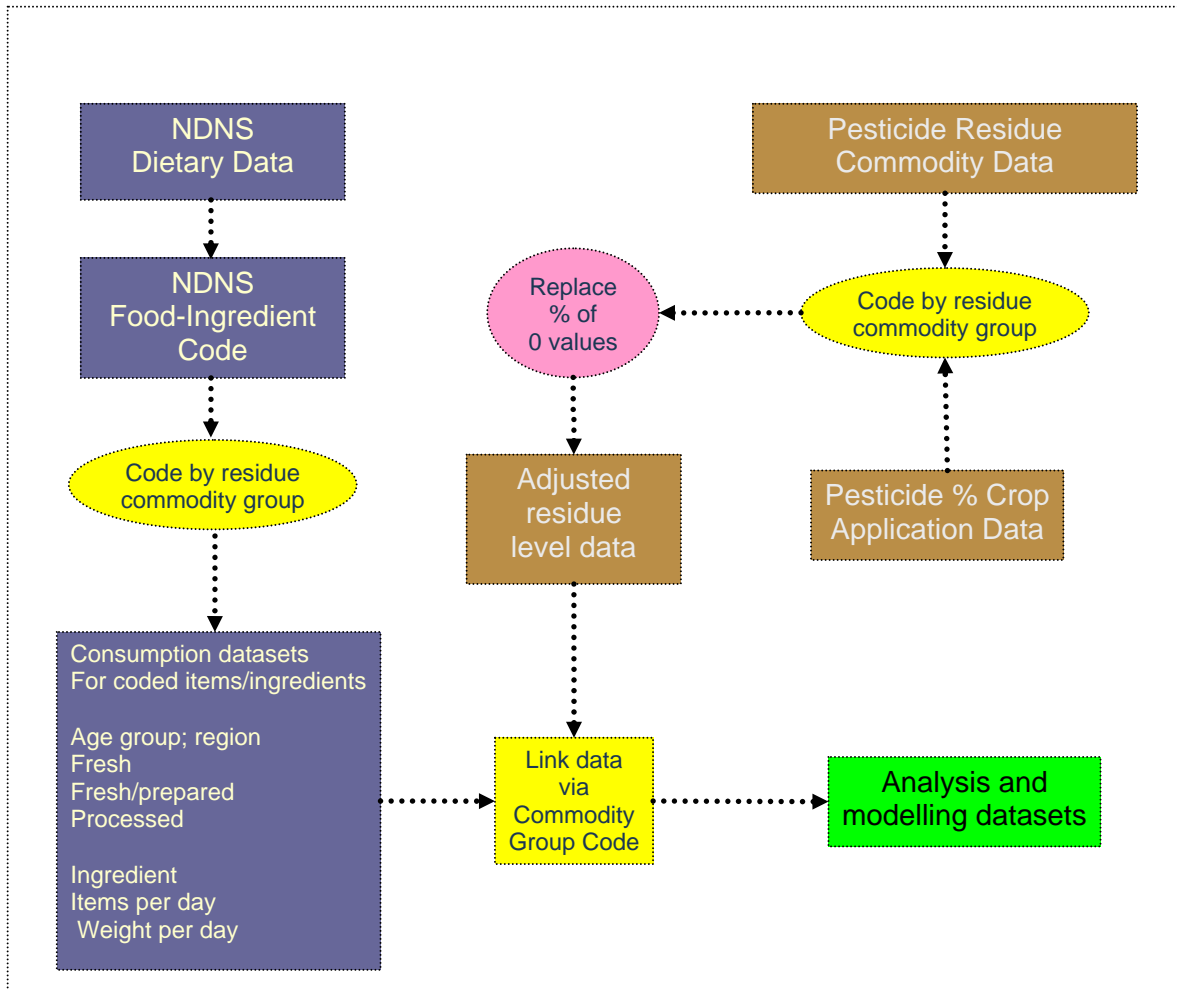 NDNS
Dietary Data
Pesticide Residue
Commodity Data
NDNS
Food-Ingredient
Code
Replace
% of
0 values
Code by residue
commodity group
Code by residue
commodity group
Adjusted
residue
level data
Pesticide % Crop
Application Data
Consumption datasets
For coded items/ingredients
Age group; region
Fresh
Fresh/prepared
Processed
Ingredient
Items per day
Weight per day
Link data
via
Commodity
Group Code
Analysis and
modelling datasets